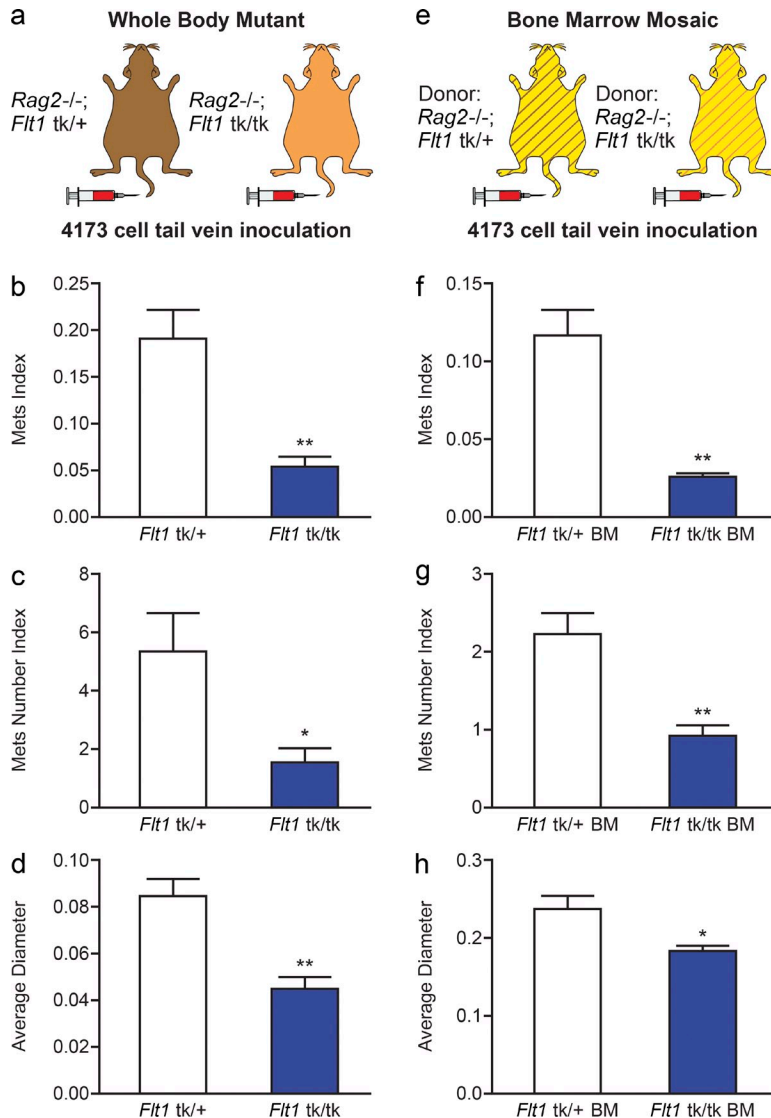 a
Whole Body Mutant
Rag2-/-;
Flt1 tk/+
Rag2-/-;
Flt1 tk/tk
4173 cell tail vein inoculation
b
Mets Index
0.25
0.20
0.15
0.10
0.05
0.00
**
Flt1 tk/+
Flt1 tk/tk
c
Mets Number Index
8
6
4
2
0
*
Flt1 tk/+
Flt1 tk/tk
d
Average Diameter
0.10
0.08
0.06
0.04
0.02
0.00
**
Flt1 tk/+
Flt1 tk/tk
e
Bone Marrow Mosaic
Donor:
Rag2-/-;
Flt1 tk/+
Donor:
Rag2-/-;
Flt1 tk/tk
4173 cell tail vein inoculation
f
Mets Index
0.15
0.10
0.05
0.00
**
Flt1 tk/+ BM
Flt1 tk/tk BM
g
Mets Number Index
3
2
1
0
**
Flt1 tk/+ BM
Flt1 tk/tk BM
h
Average Diameter
0.3
0.2
0.1
0.0
*
Flt1 tk/+ BM
Flt1 tk/tk BM